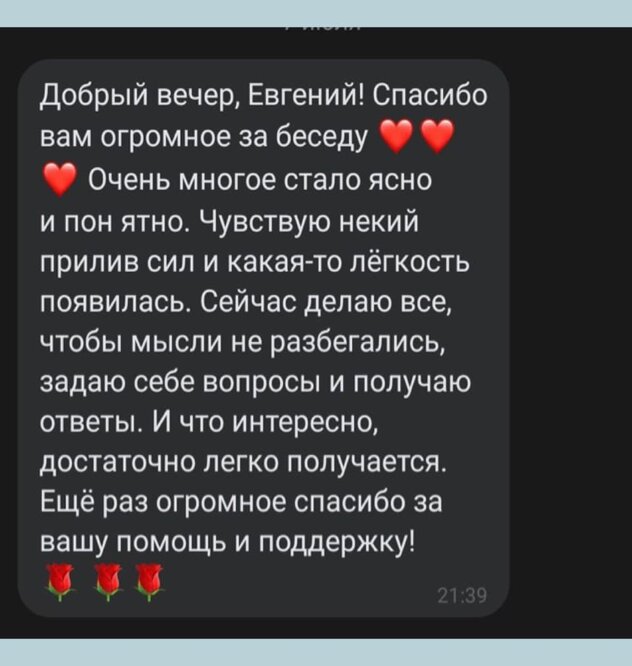 7 июля
Добрый вечер, Евгений! Спасибо
вам огромное за беседу ❤️❤️
❤️ Очень многое стало ясно
и пон ятно. Чувствую некий
прилив сил и какая-то лёгкость
появилась. Сейчас делаю все,
чтобы мысли не разбегались,
задаю себе вопросы и получаю
ответы. И что интересно,
достаточно легко получается.
Ещё раз огромное спасибо за
вашу помощь и поддержку!
🌹🌹🌹
21:39